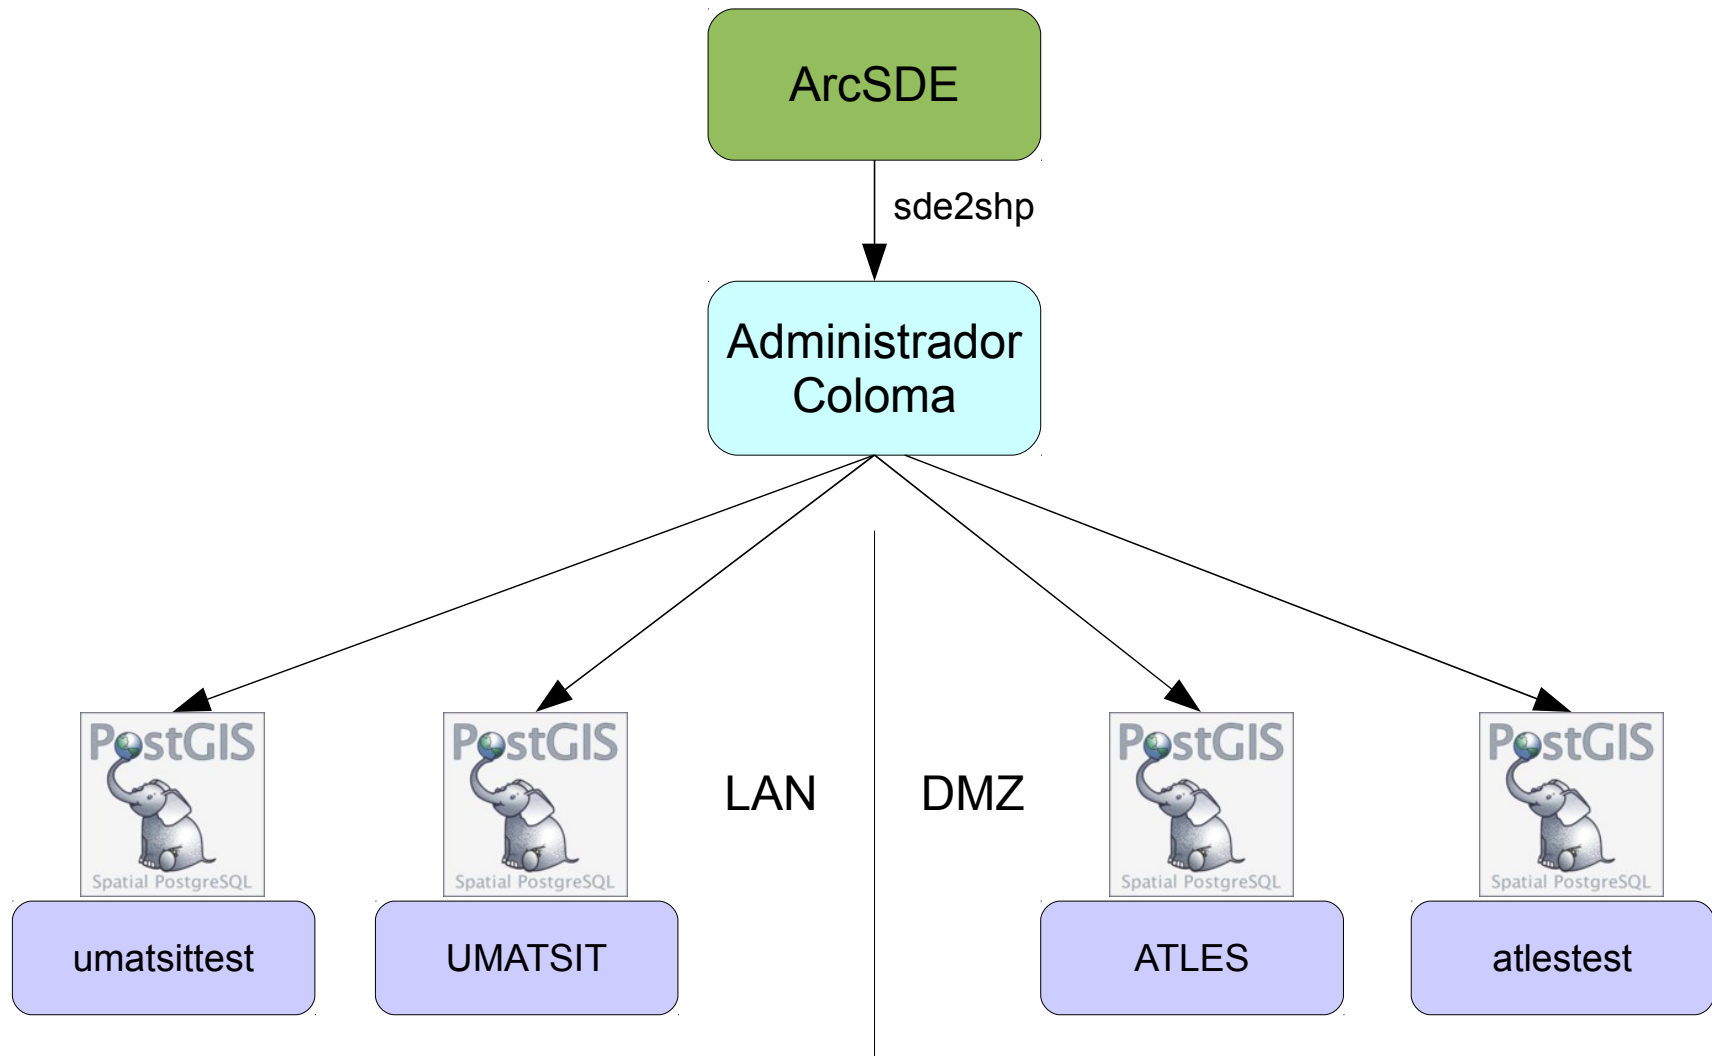 ArcSDE
sde2shp
Administrador
Coloma
PostGIS
Spatial PostgreSQL
umatsittest
PostGIS
Spatial PostgreSQL
UMATSIT
LAN
DMZ
PostGIS
Spatial PostgreSQL
ATLES
PostGIS
Spatial PostgreSQL
atlestest